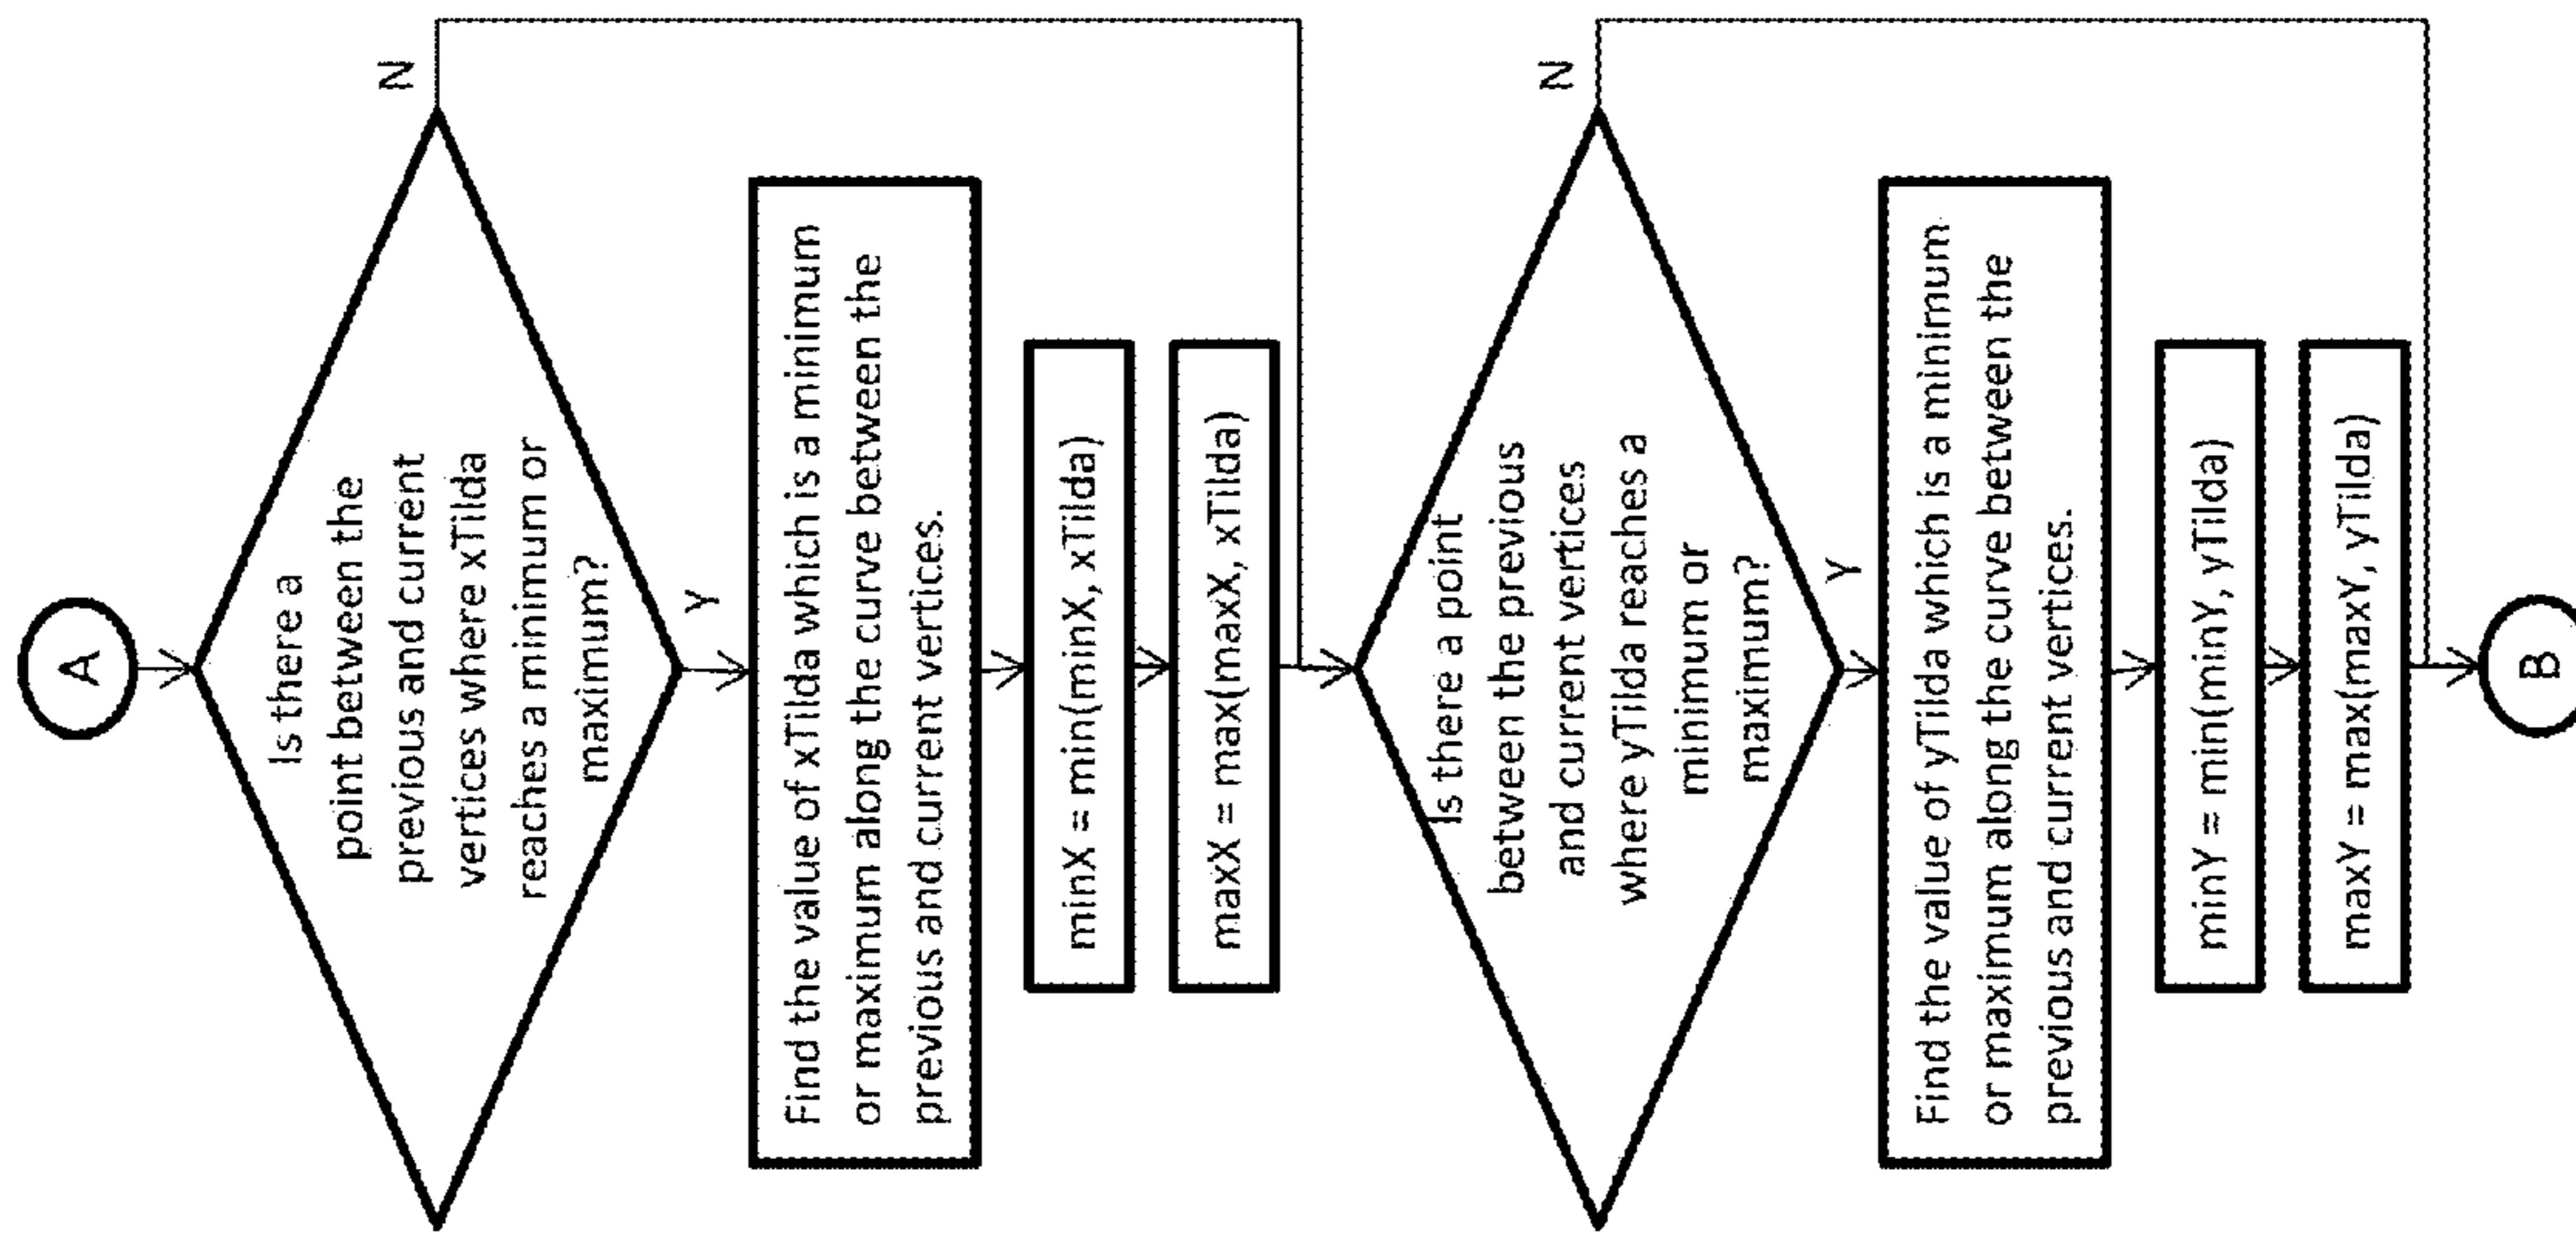 A
Is there a
point between the
previous and current
vertices where xTilda
reaches a minimum or
maximum?
N
Y
Find the value of xTilda which is a minimum
or maximum along the curve between the
previous and current vertices.
minX = min(minX, xTilda)
maxX = max(maxX, xTilda)
Is there a point
between the previous
and current vertices
where yTilda reaches a
minimum or
maximum?
N
Y
Find the value of yTilda which is a minimum
or maximum along the curve between the
previous and current vertices.
minY = min(minY, yTilda)
maxY = max(maxY, yTilda)
B